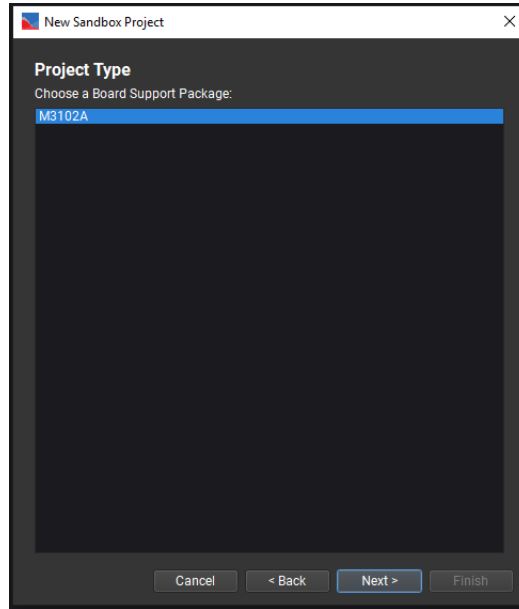 New Sandbox Project
Project Type
Choose a Board Support Package:
M3102A
Cancel
< Back
Next >
Finish